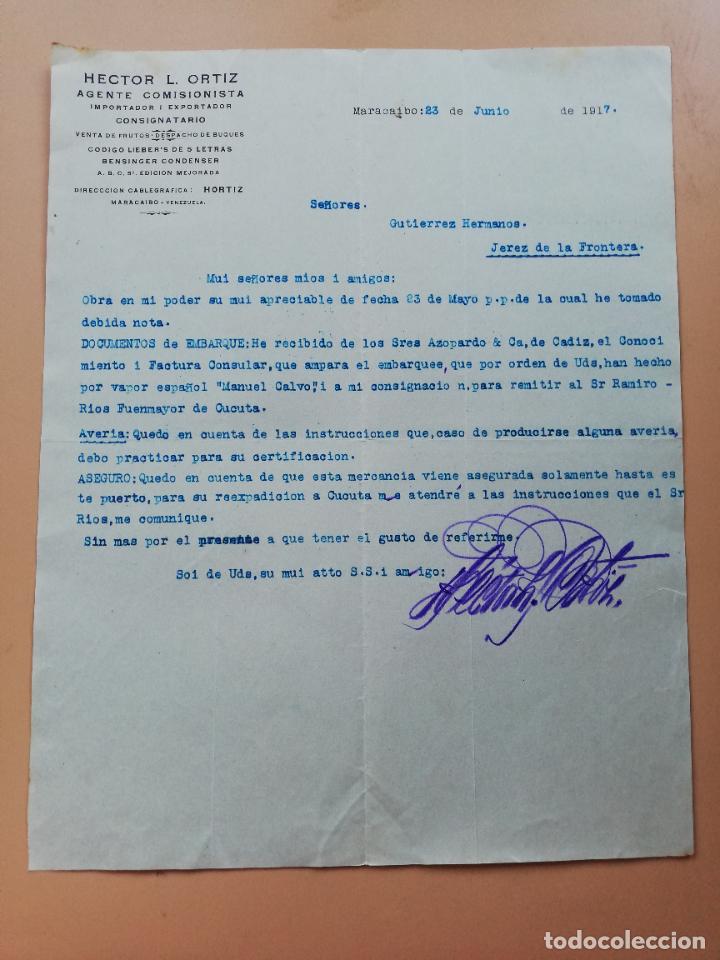 HECTOR L. ORTIZ
AGENTE COMISIONISTA
IMPORTADOR I EXPORTADOR
CONSIGNATARIO
VENTA DE FRUTOS-DESPACHO DE BUQUES
CODIGO LIEBER'S DE 5 LETRAS
BENSINGER CONDENSER
A. B. C. 5ª. EDICION MEJORADA
DIRECCCION CABLEGRAFICA: HORTIZ
MARACAIBO - VENEZUELA.
Maracaibo:23 de Junio de 1917.
Señores.
Gutierrez Hermanos.
Jerez de la Frontera.
Mui señores mios i amigos:
Obra en mi poder su mui apreciable de fecha 23 de Mayo p.p.de la cual he tomado
debida nota.
DOCUMENTOS de EMBARQUE:He recibido de los Sres Azopardo & Ca,de Cadiz,el Conoci
miento i Factura Consular,que ampara el embarquee,que por orden de Uds,han hecho
por vapor español "Manuel Calvo",i a mi consignacio n.para remitir al Sr Ramiro -
Rios Fuenmayor de Cucuta.
Averia:Quedo en cuenta de las instrucciones que,caso de producirse alguna averia,
debo practicar para su certificacion.
ASEGURO:Quedo en cuenta de que esta mercancia viene asegurada solamente hasta es
te puerto,para su reexpadicion a Cucuta me atendré a las instrucciones que el Sr
Rios,me comunique.
Sin mas por el presente a que tener el gusto de referirme.
Soi de Uds,su mui atto S.S.i amigo:
Hector L. Ortiz.
todocoleccion.net